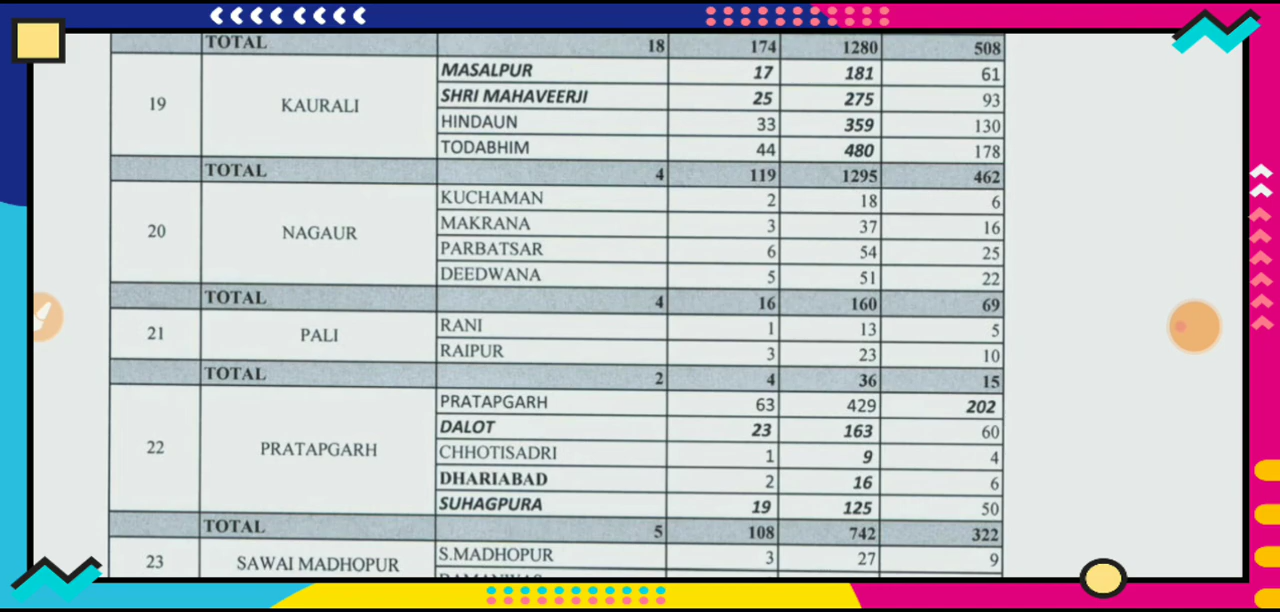 TOTAL 18 174 1280 508
19 KAURALI MASALPUR 17 181 61
SHRI MAHAVEERJI 25 275 93
HINDAUN 33 359 130
TODABHIM 44 480 178
TOTAL 4 119 1295 462
20 NAGAUR KUCHAMAN 2 18 6
MAKRANA 3 37 16
PARBATSAR 6 54 25
DEEDWANA 5 51 22
TOTAL 4 16 160 69
21 PALI RANI 1 13 5
RAIPUR 3 23 10
TOTAL 2 4 36 15
22 PRATAPGARH PRATAPGARH 63 429 202
DALOT 23 163 60
CHHOTISADRI 1 9 4
DHARIABAD 2 16 6
SUHAGPURA 19 125 50
TOTAL 5 108 742 322
23 SAWAI MADHOPUR S.MADHOPUR 3 27 9